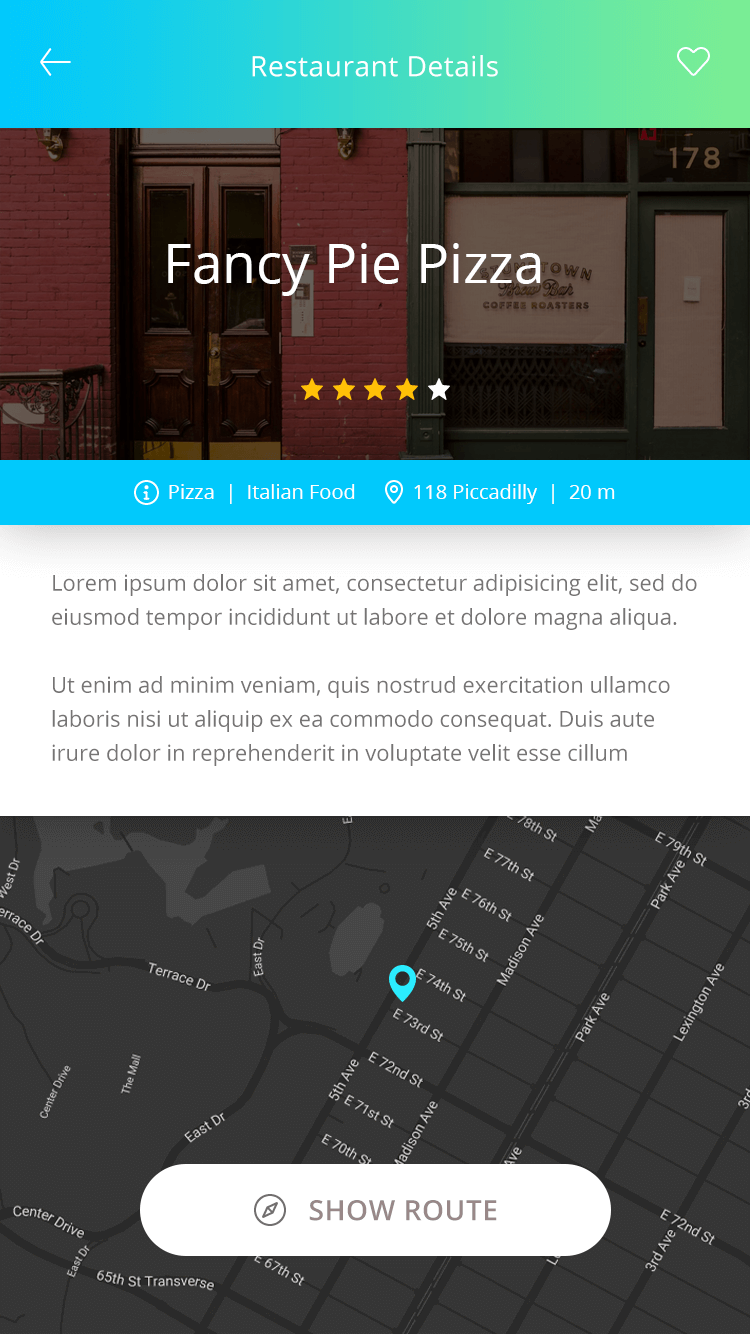 Restaurant Details
178
Fancy Pie Pizza
Brew Bar
COFFEE ROASTERS
Pizza | Italian Food 118 Piccadilly | 20 m
Lorem ipsum dolor sit amet, consectetur adipisicing elit, sed do
eiusmod tempor incididunt ut labore et dolore magna aliqua.
Ut enim ad minim veniam, quis nostrud exercitation ullamco
laboris nisi ut aliquip ex ea commodo consequat. Duis aute
irure dolor in reprehenderit in voluptate velit esse cillum
E 78th St
E 79th St
E 77th St
Park Ave
West Dr
E 76th St
5th Ave
Terrace Dr
E 75th St
Madison Ave
East Dr
Terrace Dr
E 74th St
Lexington Ave
Park Ave
E 73rd St
E 72nd St
5th Ave
The Mall
Center Drive
E 71st St
Madison Ave
East Dr
E 70th St
SHOW ROUTE
Center Drive
E 72nd St
3rd Ave
East Dr
E 67th St
65th St Transverse